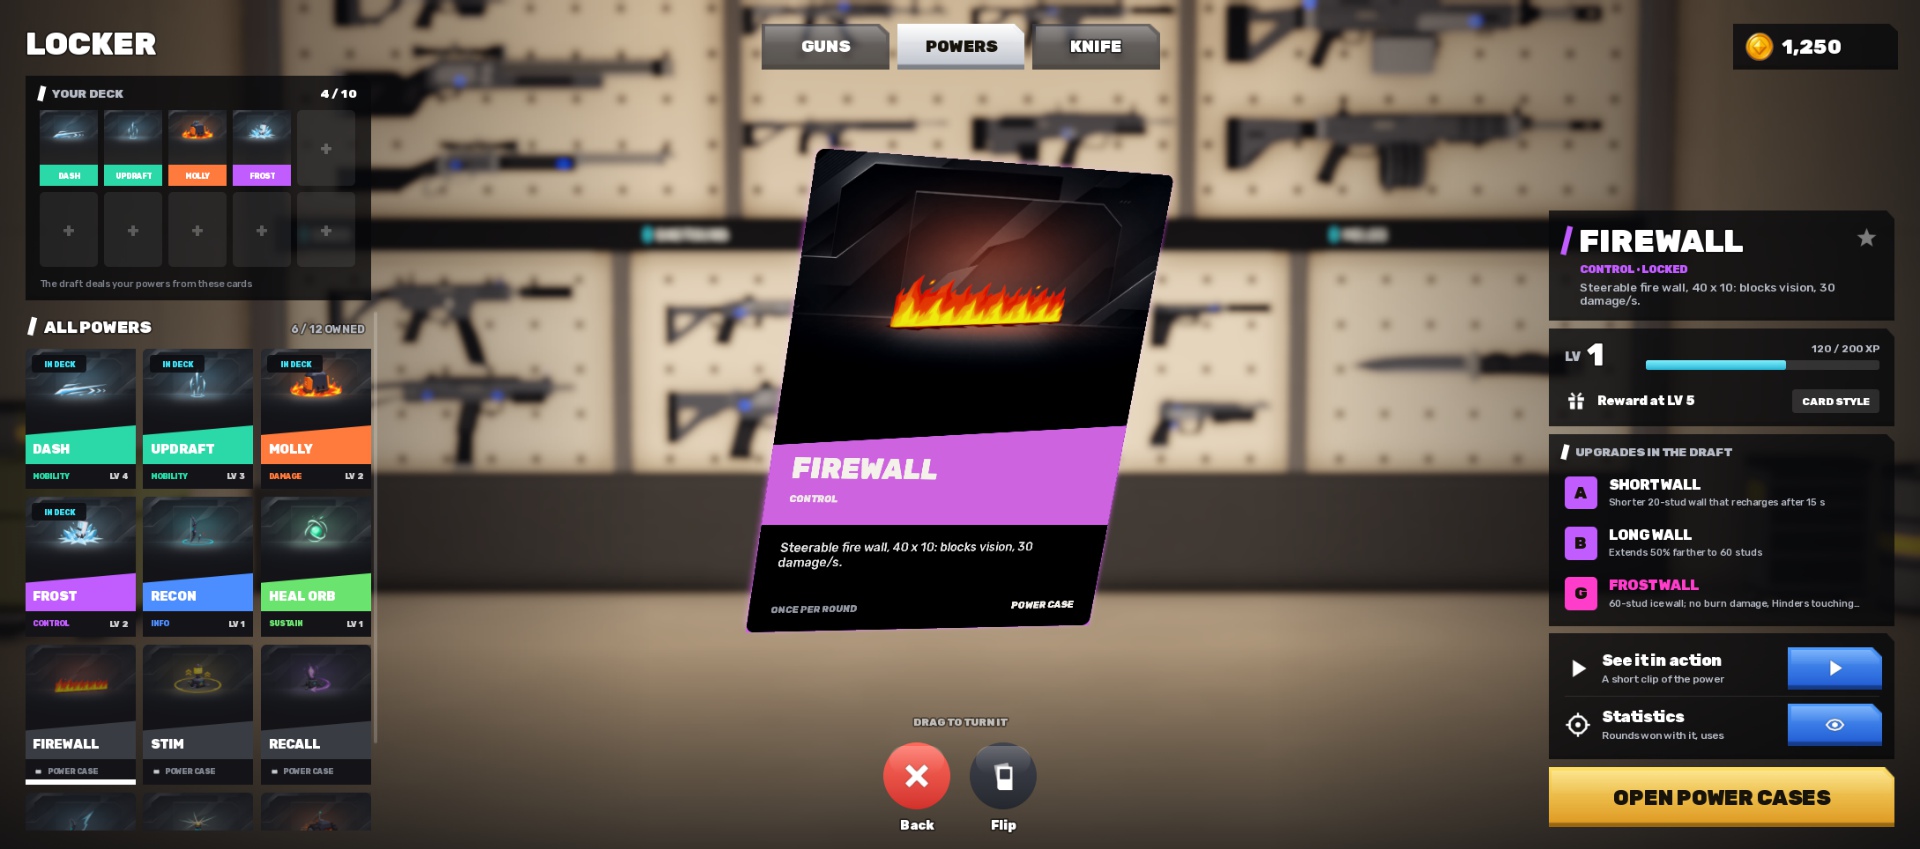 LOCKER
GUNS
POWERS
KNIFE
1,250
YOUR DECK
4 / 10
DASH
UPDRAFT
MOLLY
FROST
The draft deals your powers from these cards
ALL POWERS
6 / 12 OWNED
IN DECK
IN DECK
IN DECK
DASH
UPDRAFT
MOLLY
MOBILITY LV 4
MOBILITY LV 3
DAMAGE LV 2
IN DECK
FROST
RECON
HEAL ORB
CONTROL LV 2
INFO LV 1
SUSTAIN LV 1
FIREWALL
STIM
RECALL
POWER CASE
POWER CASE
POWER CASE
FIREWALL
CONTROL
Steerable fire wall, 40 x 10: blocks vision, 30
damage/s.
ONCE PER ROUND
POWER CASE
DRAG TO TURN IT
Back
Flip
FIREWALL
CONTROL · LOCKED
Steerable fire wall, 40 x 10: blocks vision, 30
damage/s.
LV 1
120 / 200 XP
Reward at LV 5
CARD STYLE
UPGRADES IN THE DRAFT
A
SHORT WALL
Shorter 20-stud wall that recharges after 15 s
B
LONG WALL
Extends 50% farther to 60 studs
G
FROSTWALL
60-stud ice wall; no burn damage, Hinders touching...
See it in action
A short clip of the power
Statistics
Rounds won with it, uses
OPEN POWER CASES